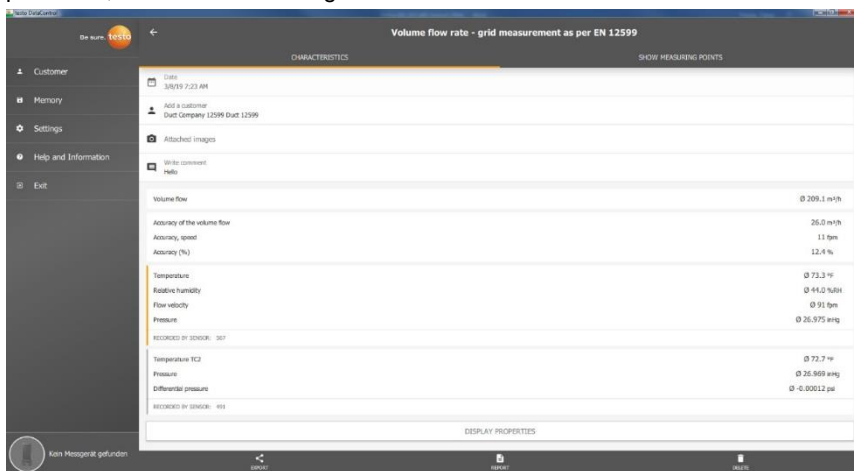 testo DataControl
Be sure. testo
Volume flow rate - grid measurement as per EN 12599
CHARACTERISTICS
SHOW MEASURING POINTS
Customer
Memory
Settings
Help and Information
Exit
Date
3/8/19 7:23 AM
Add a customer
Duct Company 12599 Duct 12599
Attached images
Write comment
Hello
Volume flow Ø 209.1 m³/h
Accuracy of the volume flow 26.0 m³/h
Accuracy, speed 11 fpm
Accuracy (%) 12.4 %
Temperature Ø 73.3 °F
Relative humidity Ø 44.0 %RH
Flow velocity Ø 91 fpm
Pressure Ø 26.975 inHg
RECORDED BY SENSOR: 
Temperature TC2 Ø 72.7 °F
Pressure Ø 26.969 inHg
Differential pressure Ø -0.00012 psi
RECORDED BY SENSOR: 
DISPLAY PROPERTIES
Kein Messgerät gefunden
EXPORT
REPORT
DELETE